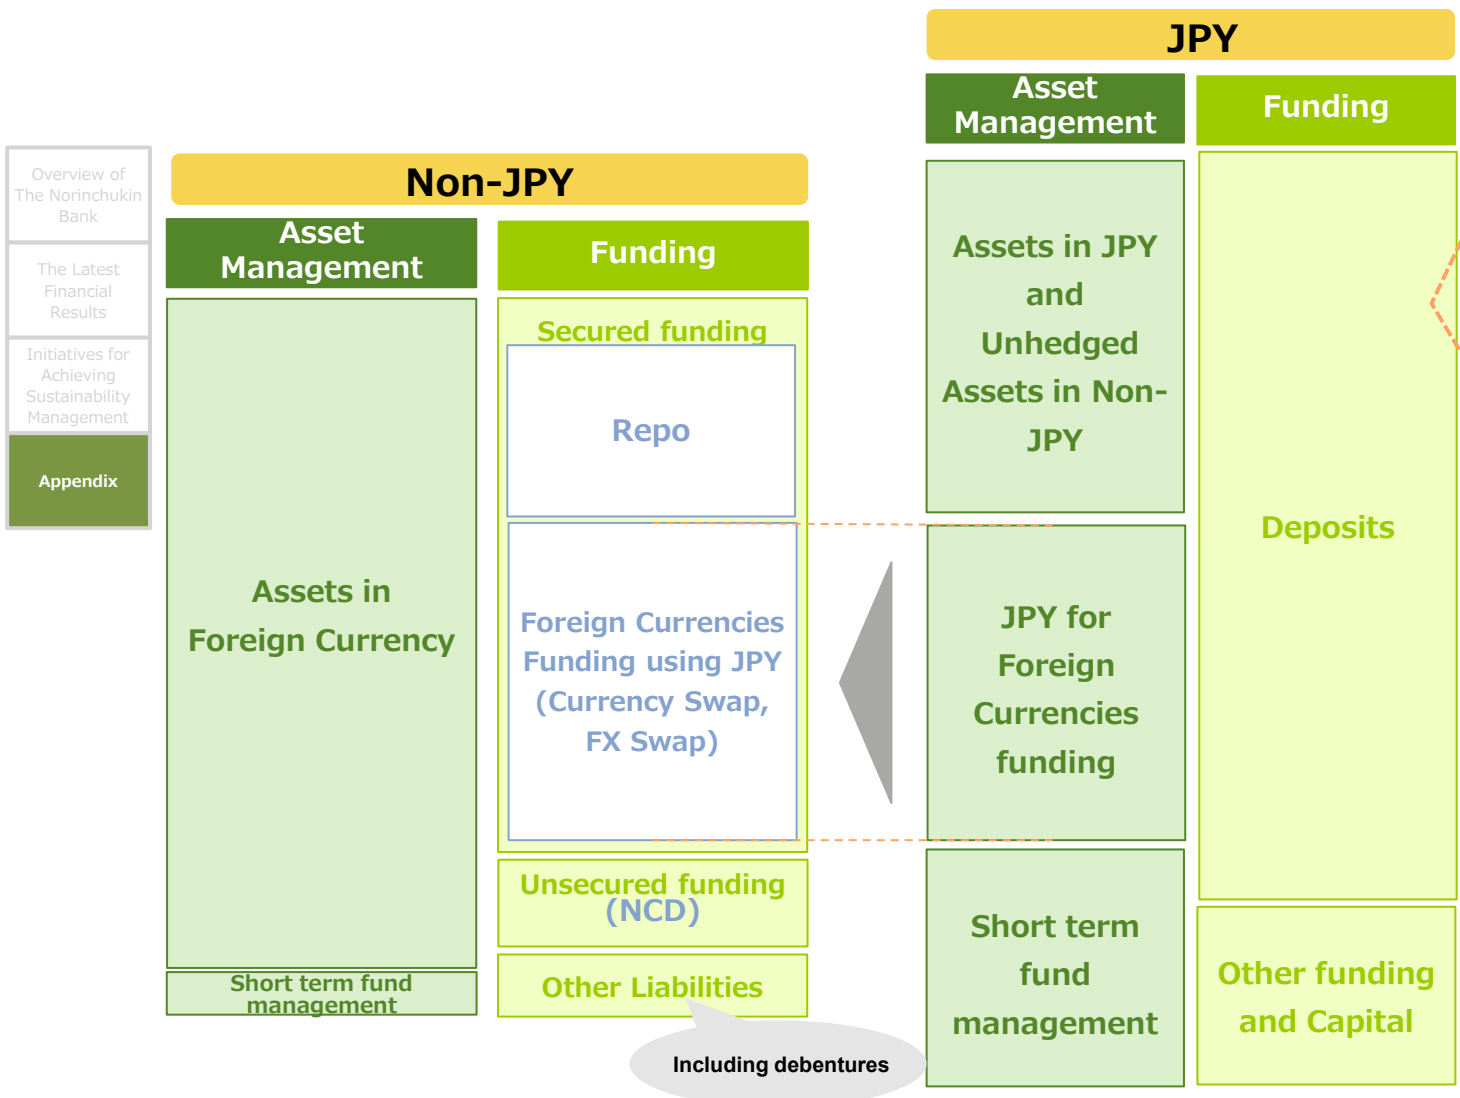 Overview of
The Norinchukin
Bank
The Latest
Financial
Results
Initiatives for
Achieving
Sustainability
Management
Appendix
Non-JPY
Asset
Management
Funding
Assets in
Foreign Currency
Short term fund
management
Secured funding
Repo
Foreign Currencies
Funding using JPY
(Currency Swap,
FX Swap)
Unsecured funding
(NCD)
Other Liabilities
Including debentures
JPY
Asset
Management
Funding
Assets in JPY
and
Unhedged
Assets in Non-
JPY
JPY for
Foreign
Currencies
funding
Short term
fund
management
Deposits
Other funding
and Capital